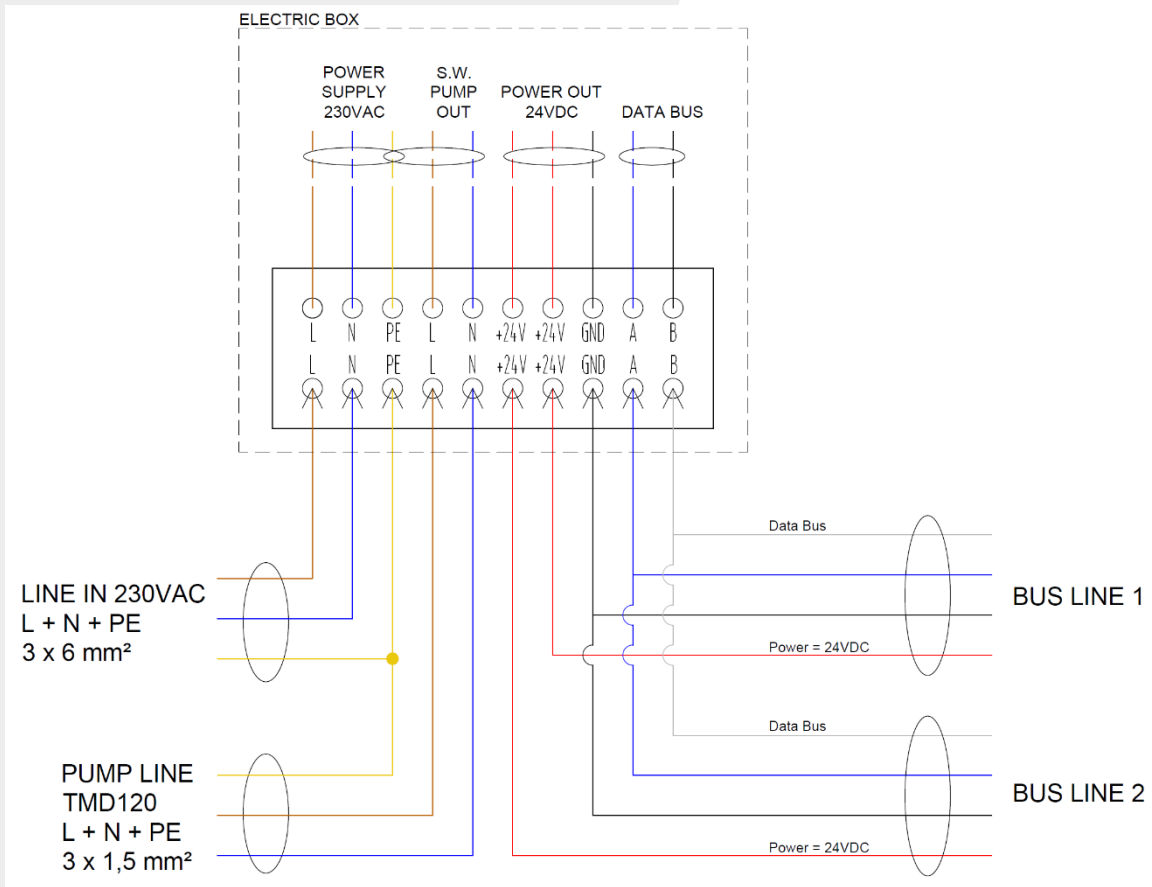 ELECTRIC BOX
POWER
SUPPLY
230VAC
S.W.
PUMP
OUT
POWER OUT
24VDC
DATA BUS
L N PE L N +24V +24V GND A B
L N PE L N +24V +24V GND A B
LINE IN 230VAC
L + N + PE
3 x 6 mm²
PUMP LINE
TMD120
L + N + PE
3 x 1,5 mm²
Data Bus
BUS LINE 1
Power = 24VDC
Data Bus
BUS LINE 2
Power = 24VDC